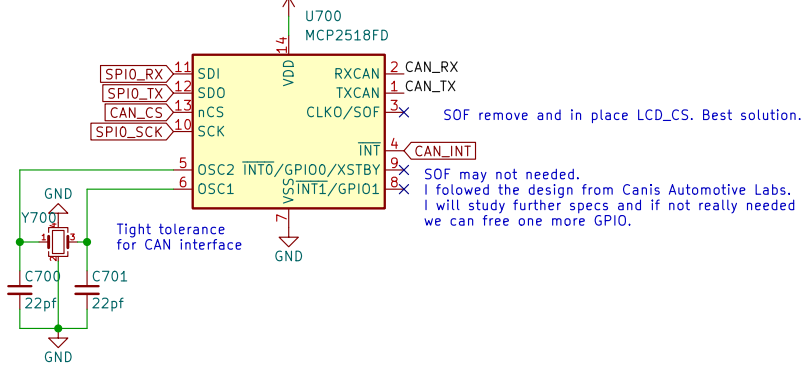 U700
MCP2518FD
14
VDD
SPI0_RX 11 SDI
SPI0_TX 12 SDO
CAN_CS 13 nCS
SPI0_SCK 10 SCK
RXCAN 2 CAN_RX
TXCAN 1 CAN_TX
CLKO/SOF 3
SOF remove and in place LCD_CS. Best solution.
INT 4 CAN_INT
5 OSC2
INT0/GPIO0/XSTBY 9
6 OSC1
INT1/GPIO1 8
VSS
7
GND
SOF may not needed.
I folowed the design from Canis Automotive Labs.
I will study further specs and if not really needed
we can free one more GPIO.
GND
Y700
1
3
2
Tight tolerance
for CAN interface
C700
22pf
C701
22pf
GND